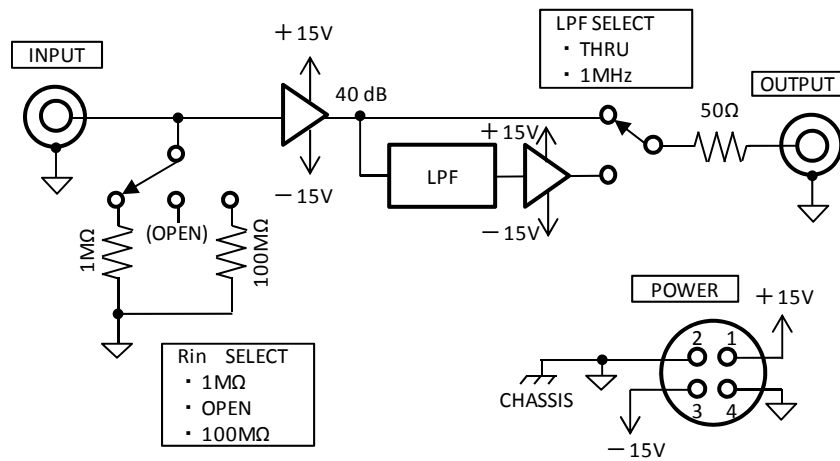 INPUT
+15V
40 dB
-15V
LPF SELECT
・ THRU
・ 1MHz
OUTPUT
50Ω
+15V
LPF
-15V
1MΩ
(OPEN)
100MΩ
Rin SELECT
・ 1MΩ
・ OPEN
・ 100MΩ
POWER
+15V
2 1
3 4
CHASSIS
-15V